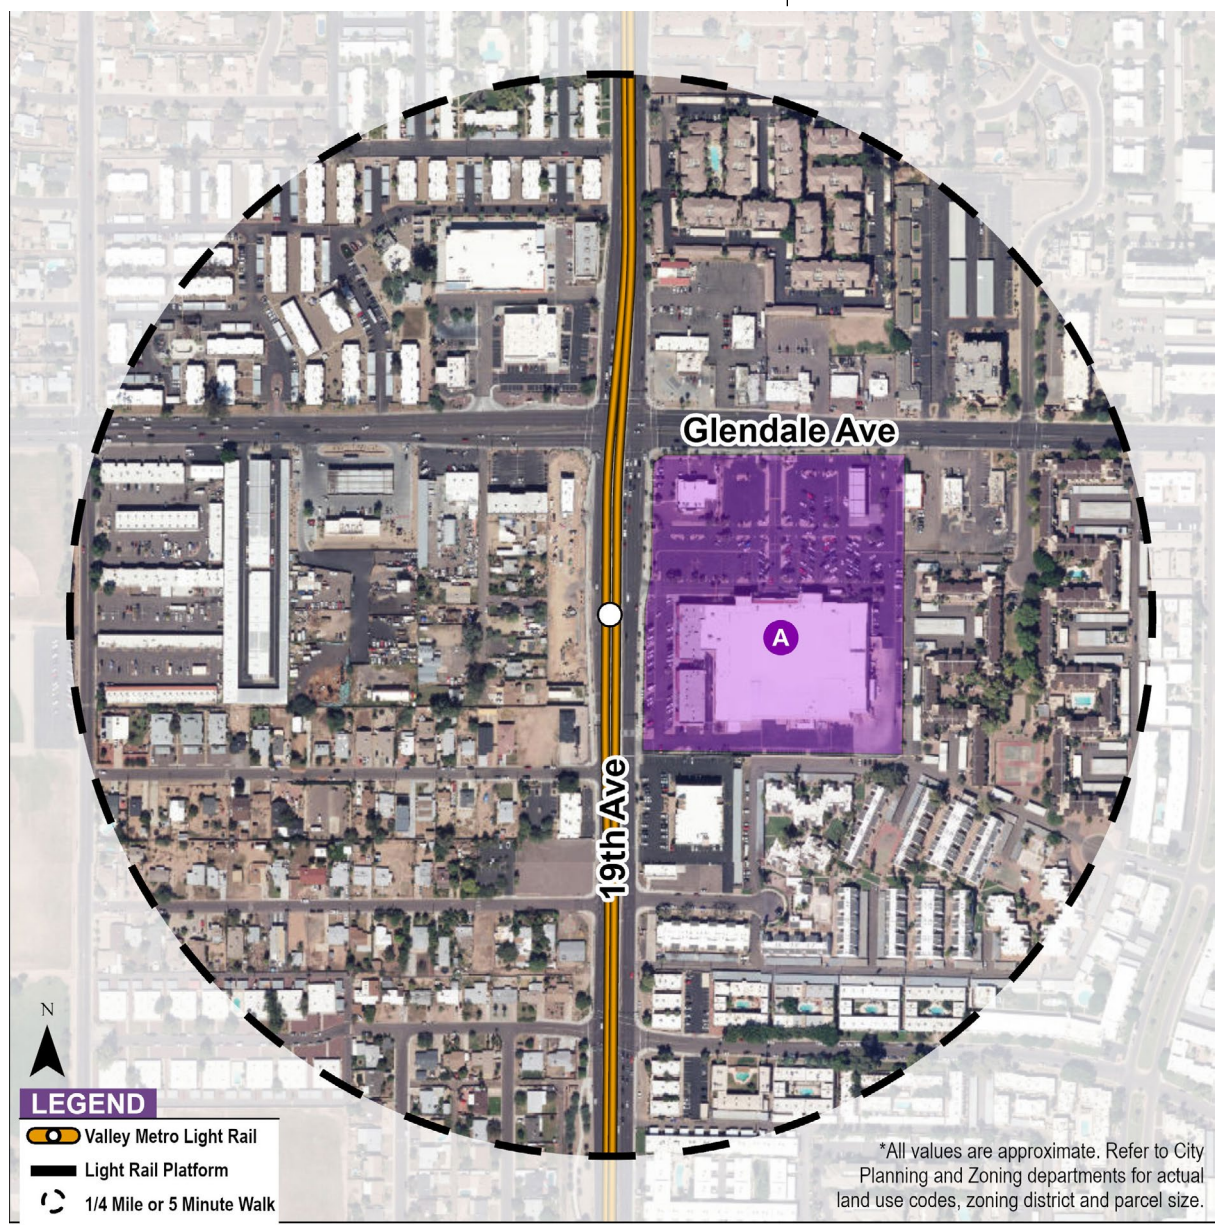 Glendale Ave
A
19th Ave
N
LEGEND
Valley Metro Light Rail
Light Rail Platform
1/4 Mile or 5 Minute Walk
*All values are approximate. Refer to City
Planning and Zoning departments for actual
land use codes, zoning district and parcel size.